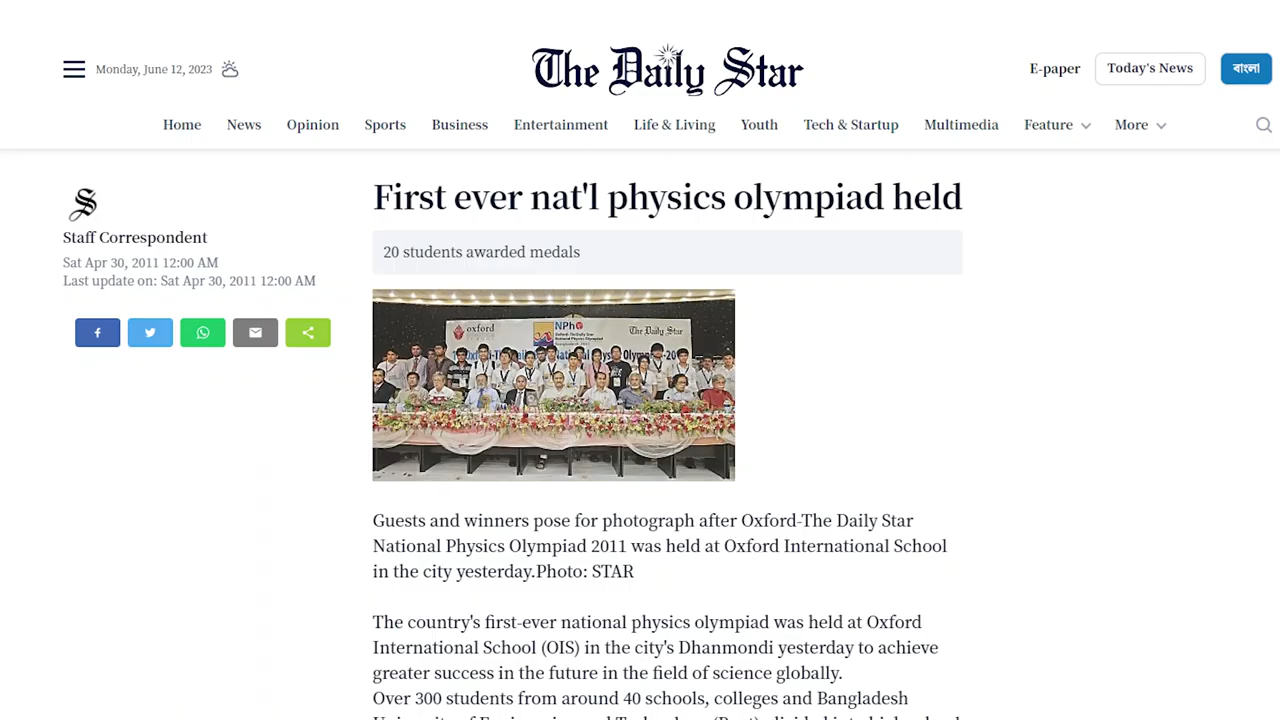 Monday, June 12, 2023
The Daily Star
E-paper
Today's News
বাংলা
Home News Opinion Sports Business Entertainment Life & Living Youth Tech & Startup Multimedia Feature More
First ever nat'l physics olympiad held
Staff Correspondent
Sat Apr 30, 2011 12:00 AM
Last update on: Sat Apr 30, 2011 12:00 AM
20 students awarded medals
oxford
NPhO
The Daily Star
Guests and winners pose for photograph after Oxford-The Daily Star
National Physics Olympiad 2011 was held at Oxford International School
in the city yesterday.Photo: STAR
The country's first-ever national physics olympiad was held at Oxford
International School (OIS) in the city's Dhanmondi yesterday to achieve
greater success in the future in the field of science globally.
Over 300 students from around 40 schools, colleges and Bangladesh